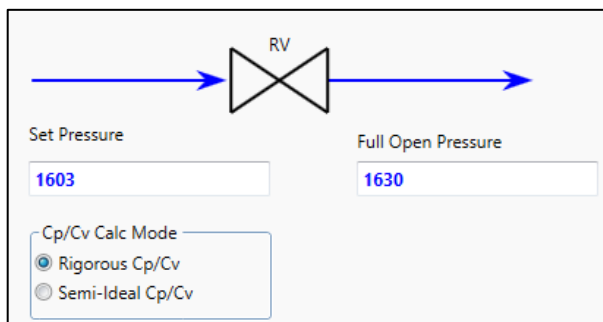 RV
Set Pressure
Full Open Pressure
1603
1630
Cp/Cv Calc Mode
Rigorous Cp/Cv
Semi-Ideal Cp/Cv